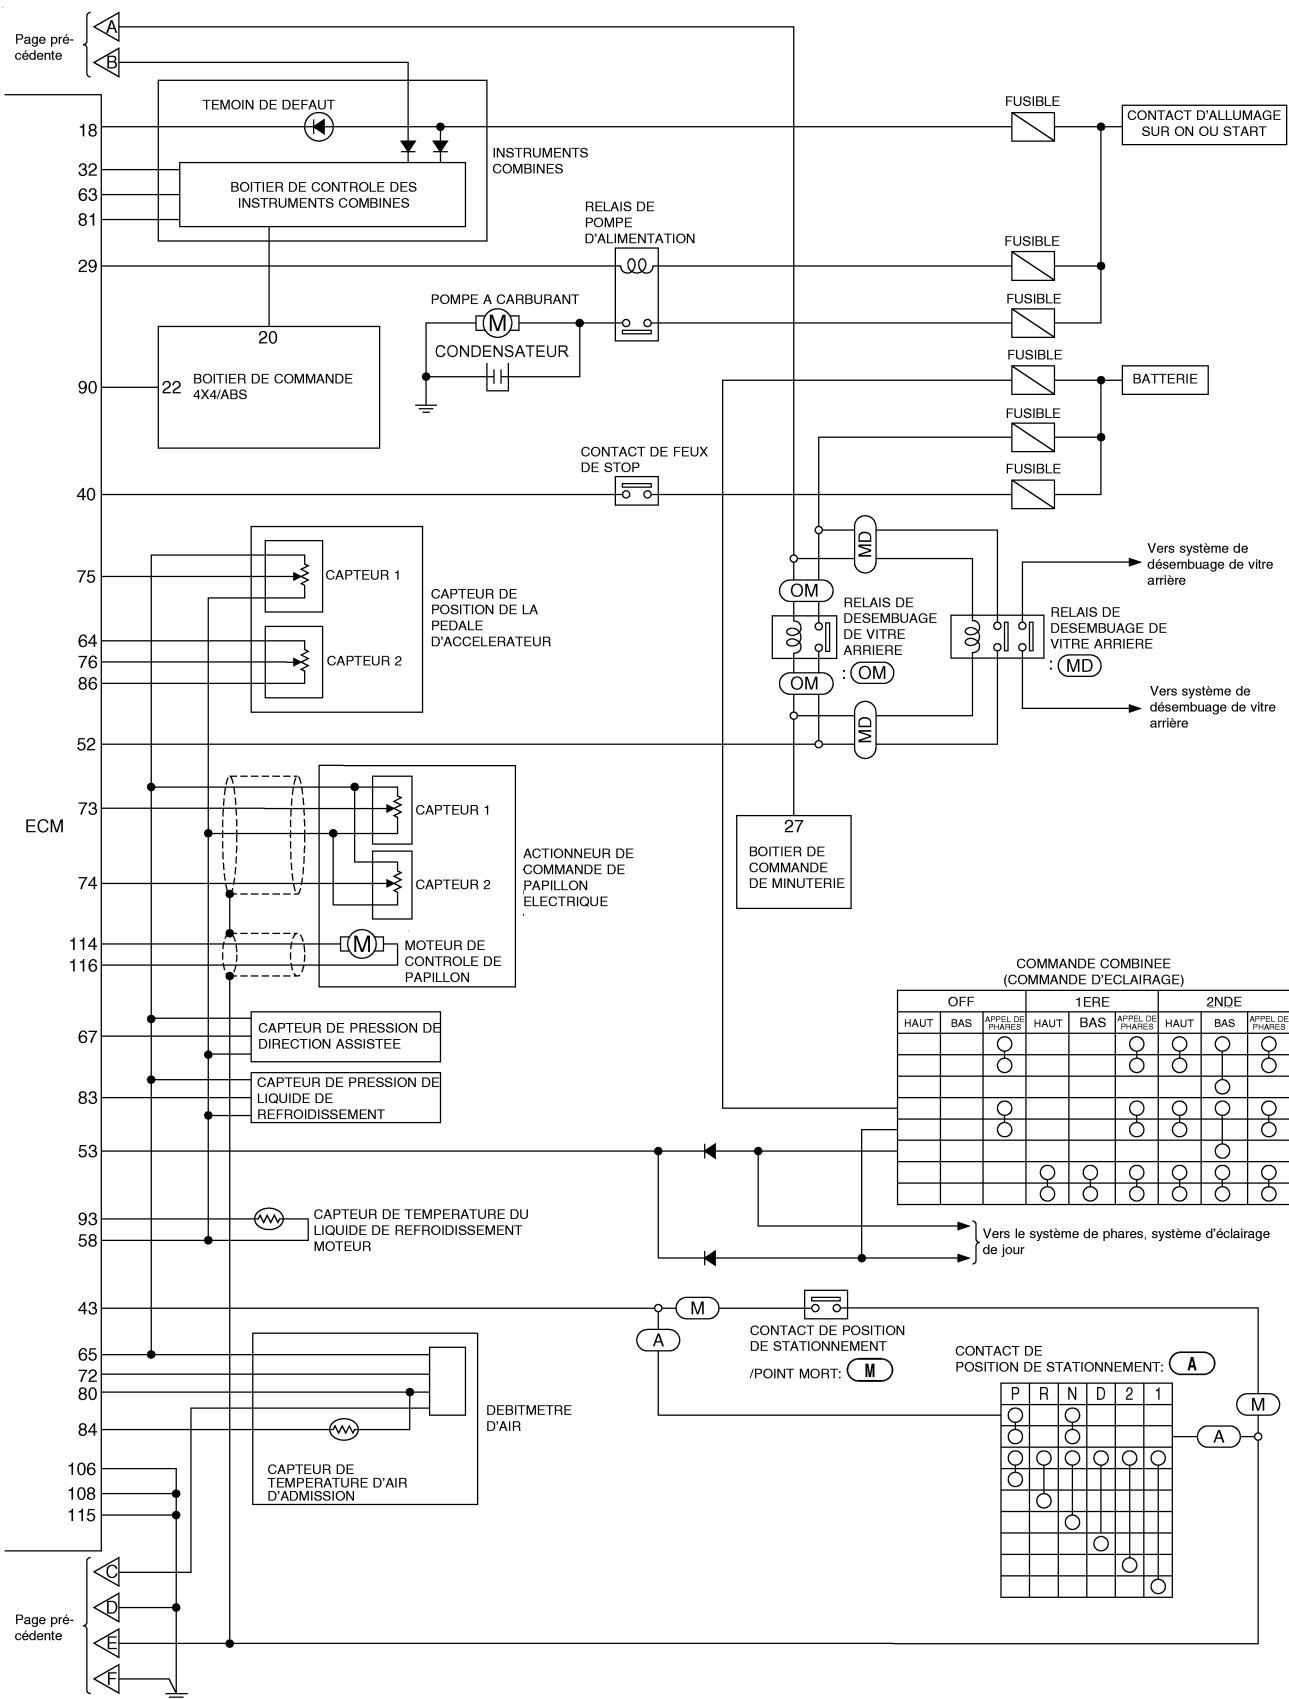 A
Page pré-
cédente
B
TEMOIN DE DEFAUT
FUSIBLE
CONTACT D'ALLUMAGE
SUR ON OU START
18
INSTRUMENTS
COMBINES
32
63
81
BOITIER DE CONTROLE DES
INSTRUMENTS COMBINES
RELAIS DE
POMPE
D'ALIMENTATION
29
FUSIBLE
POMPE A CARBURANT
M
FUSIBLE
CONDENSATEUR
20
90
22
BOITIER DE COMMANDE
4X4/ABS
FUSIBLE
BATTERIE
FUSIBLE
CONTACT DE FEUX
DE STOP
FUSIBLE
40
MD
Vers système de
désembuage de vitre
arrière
75
CAPTEUR 1
64
76
86
CAPTEUR 2
CAPTEUR DE
POSITION DE LA
PEDALE
D'ACCELERATEUR
OM
RELAIS DE
DESEMBUAGE
DE VITRE
ARRIERE
: OM
OM
RELAIS DE
DESEMBUAGE DE
VITRE ARRIERE
: MD
MD
Vers système de
désembuage de vitre
arrière
52
73
CAPTEUR 1
ECM
74
CAPTEUR 2
ACTIONNEUR DE
COMMANDE DE
PAPILLON
ELECTRIQUE
27
BOITIER DE
COMMANDE
DE MINUTERIE
114
116
M
MOTEUR DE
CONTROLE DE
PAPILLON
COMMANDE COMBINEE
(COMMANDE D'ECLAIRAGE)
OFF 1ERE 2NDE
HAUT BAS APPEL DE PHARES HAUT BAS APPEL DE PHARES HAUT BAS APPEL DE PHARES
67
CAPTEUR DE PRESSION DE
DIRECTION ASSISTEE
83
CAPTEUR DE PRESSION DE
LIQUIDE DE
REFROIDISSEMENT
53
93
58
CAPTEUR DE TEMPERATURE DU
LIQUIDE DE REFROIDISSEMENT
MOTEUR
Vers le système de phares, système d'éclairage
de jour
43
M
A
CONTACT DE POSITION
DE STATIONNEMENT
/POINT MORT: M
CONTACT DE
POSITION DE STATIONNEMENT: A
P R N D 2 1
M
A
65
72
80
84
DEBITMETRE
D'AIR
CAPTEUR DE
TEMPERATURE D'AIR
D'ADMISSION
106
108
115
C
D
Page pré-
cédente
E
F